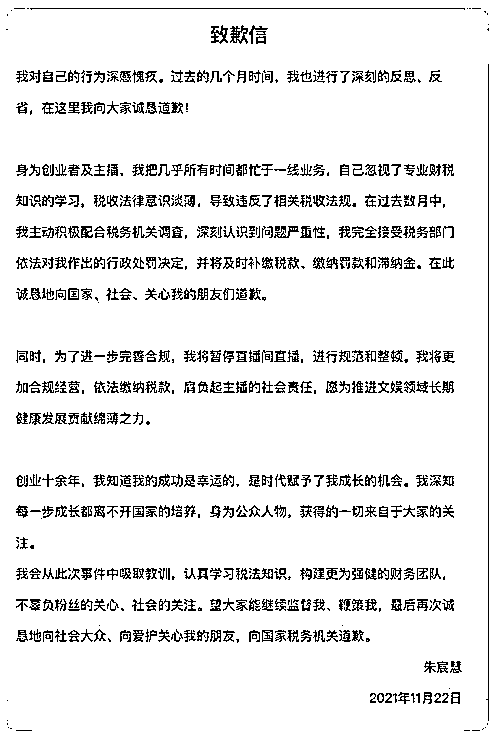 致歉信
我对自己的行为深感愧疚。过去的几个月时间，我也进行了深刻的反思、反
省，在这里我向大家诚恳道歉！
身为创业者及主播，我把几乎所有时间都忙于一线业务，自己忽视了专业财税
知识的学习，税收法律意识淡薄，导致违反了相关税收法规。在过去数月中，
我主动积极配合税务机关调查，深刻认识到问题严重性，我完全接受税务部门
依法对我作出的行政处罚决定，并将及时补缴税款、缴纳罚款和滞纳金。在此
诚恳地向国家、社会、关心我的朋友们道歉。
同时，为了进一步完善合规，我将暂停直播间直播，进行规范和整顿。我将更
加合规经营，依法缴纳税款，肩负起主播的社会责任，愿为推进文娱领域长期
健康发展贡献绵薄之力。
创业十余年，我知道我的成功是幸运的，是时代赋予了我成长的机会。我深知
每一步成长都离不开国家的培养，身为公众人物，获得的一切来自于大家的关
注。
我会从此次事件中吸取教训，认真学习税法知识，构建更为强健的财务团队，
不辜负粉丝的关心、社会的关注。望大家能继续监督我、鞭策我，最后再次诚
恳地向社会大众、向爱护关心我的朋友，向国家税务机关道歉。
朱宸慧
2021年11月22日